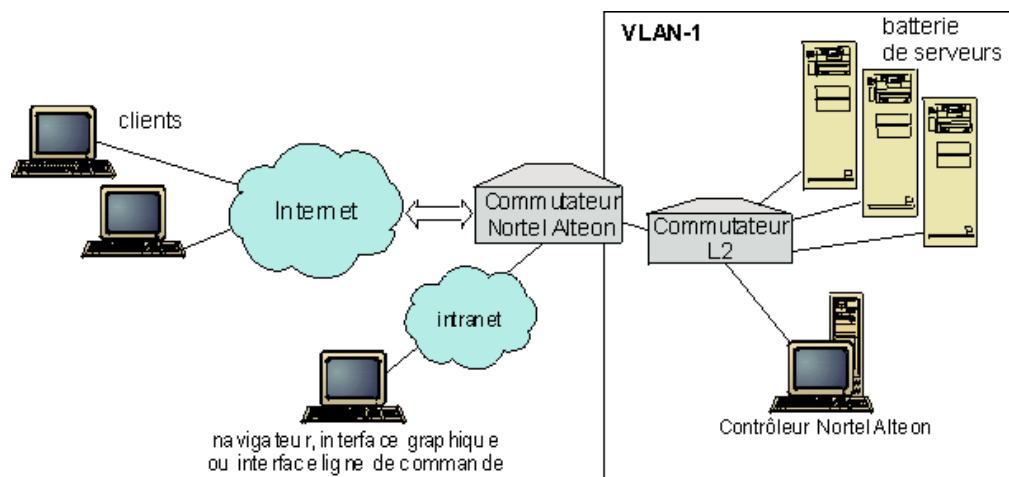 VLAN-1
batterie
de serveurs
clients
Internet
Commutateur
Nortel Alteon
Commutateur
L2
intranet
navigateur, interface graphique
ou interface ligne de commande
Contrôleur Nortel Alteon